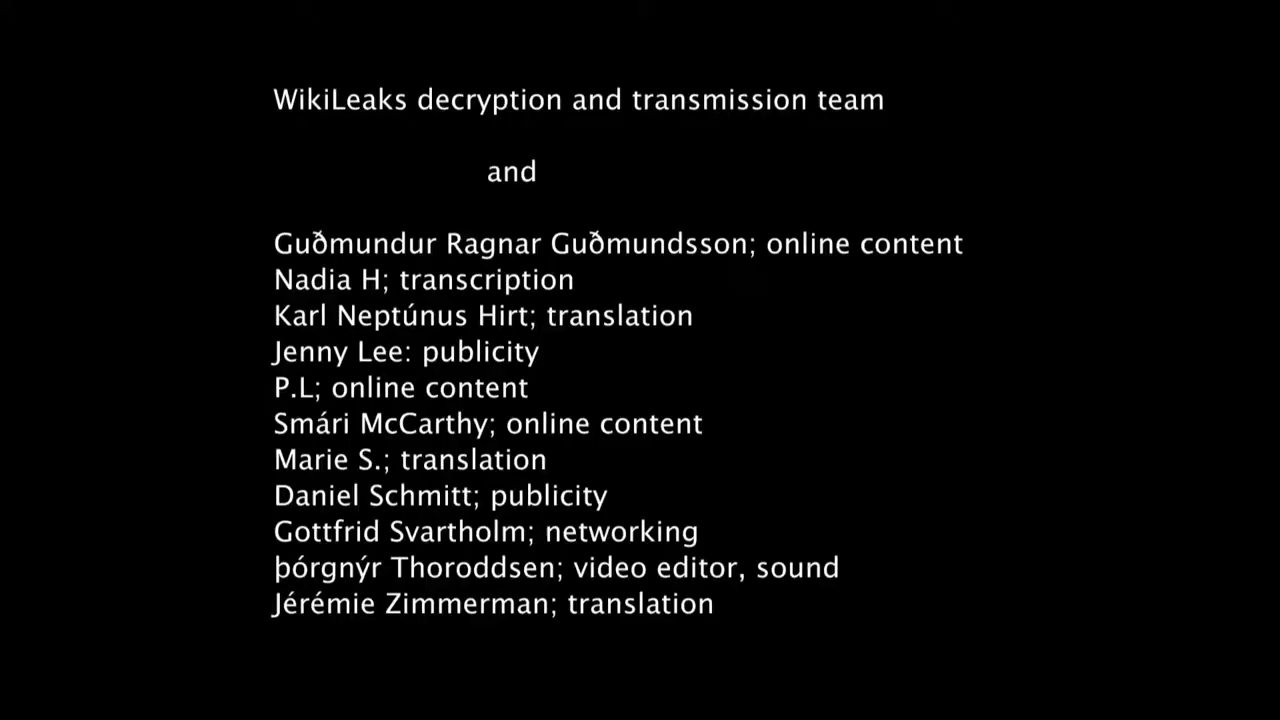 WikiLeaks decryption and transmission team
and
Guðmundur Ragnar Guðmundsson; online content
Nadia H; transcription
Karl Neptúnus Hirt; translation
Jenny Lee: publicity
P.L; online content
Smári McCarthy; online content
Marie S.; translation
Daniel Schmitt; publicity
Gottfrid Svartholm; networking
þórgnýr Thoroddsen; video editor, sound
Jérémie Zimmerman; translation